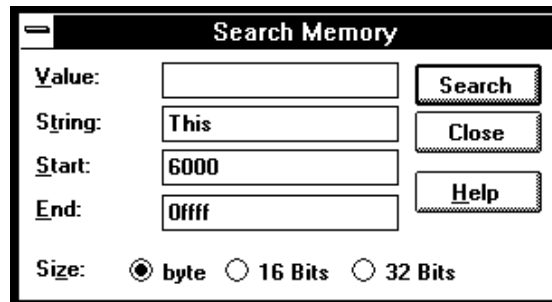 Search Memory
Value:
Search
String: This
Close
Start: 6000
Help
End: 0ffff
Size: byte 16 Bits 32 Bits